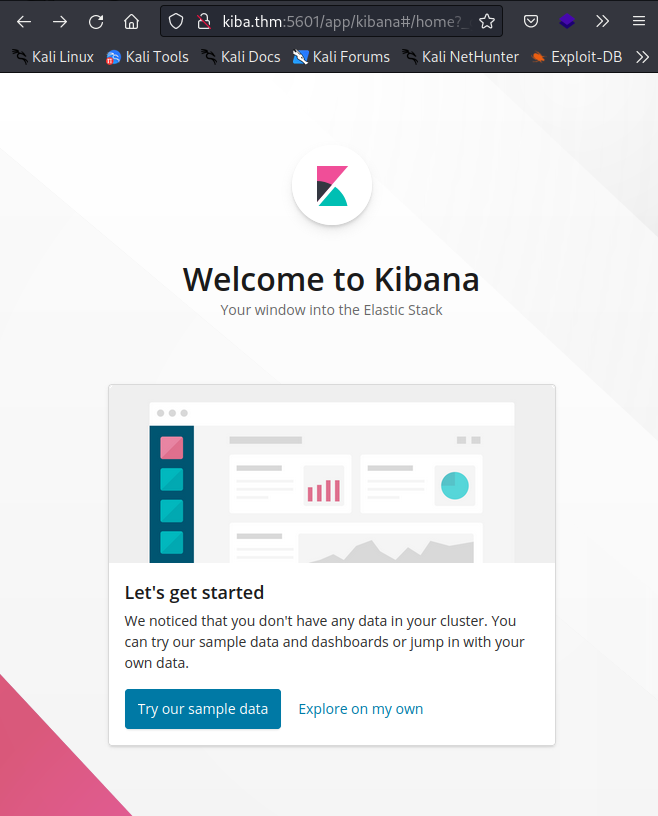 kiba.thm:5601/app/kibana#/home?_
Kali Linux Kali Tools Kali Docs Kali Forums Kali NetHunter Exploit-DB
Welcome to Kibana
Your window into the Elastic Stack
Let's get started
We noticed that you don't have any data in your cluster. You
can try our sample data and dashboards or jump in with your
own data.
Try our sample data Explore on my own